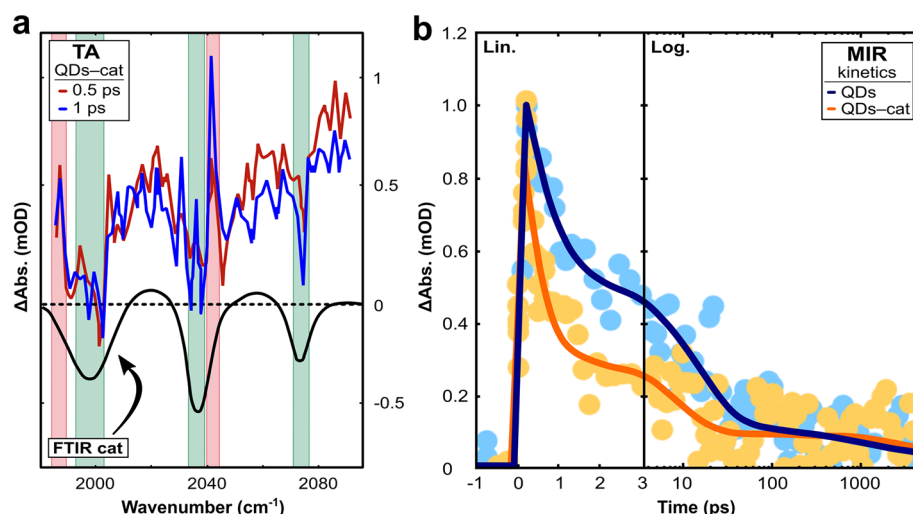 a
TA
QDs–cat
0.5 ps
1 ps
1
0.5
0
-0.5
ΔAbs. (mOD)
FTIR cat
2000
2040
2080
Wavenumber (cm⁻¹)
b
Lin.
Log.
MIR
kinetics
QDs
QDs–cat
1.0
0.8
0.6
0.4
0.2
0
ΔAbs. (mOD)
-1
0
1
2
3
10
100
1000
Time (ps)